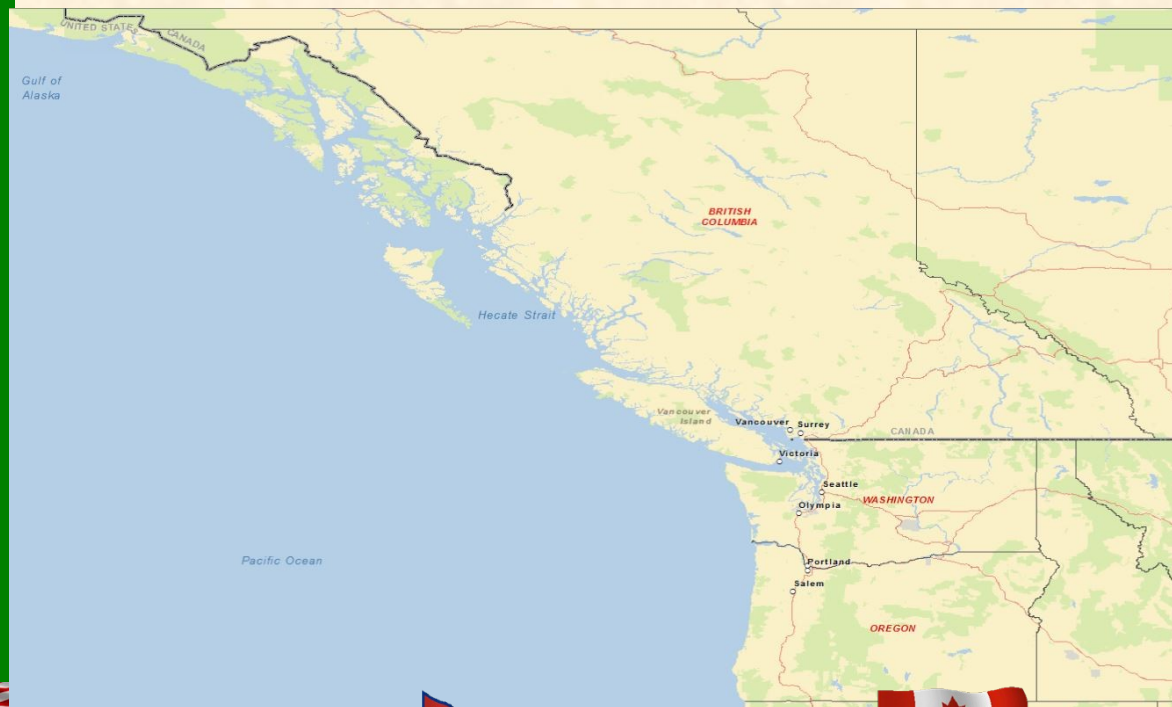 UNITED STATES
CANADA
Gulf of
Alaska
BRITISH
COLUMBIA
Hecate Strait
Vancouver
Island
Vancouver
Surrey
CANADA
Victoria
Seattle
WASHINGTON
Olympia
Pacific Ocean
Portland
Salem
OREGON